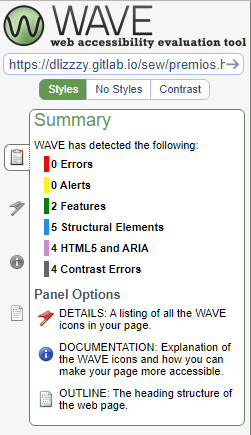 WAVE
web accessibility evaluation tool
https://dlizzzy.gitlab.io/sew/premios.h
Styles No Styles Contrast
Summary
WAVE has detected the following:
0 Errors
0 Alerts
2 Features
5 Structural Elements
4 HTML5 and ARIA
4 Contrast Errors
Panel Options
DETAILS: A listing of all the WAVE
icons in your page.
DOCUMENTATION: Explanation
of the WAVE icons and how you can
make your page more accessible.
OUTLINE: The heading structure of
the web page.